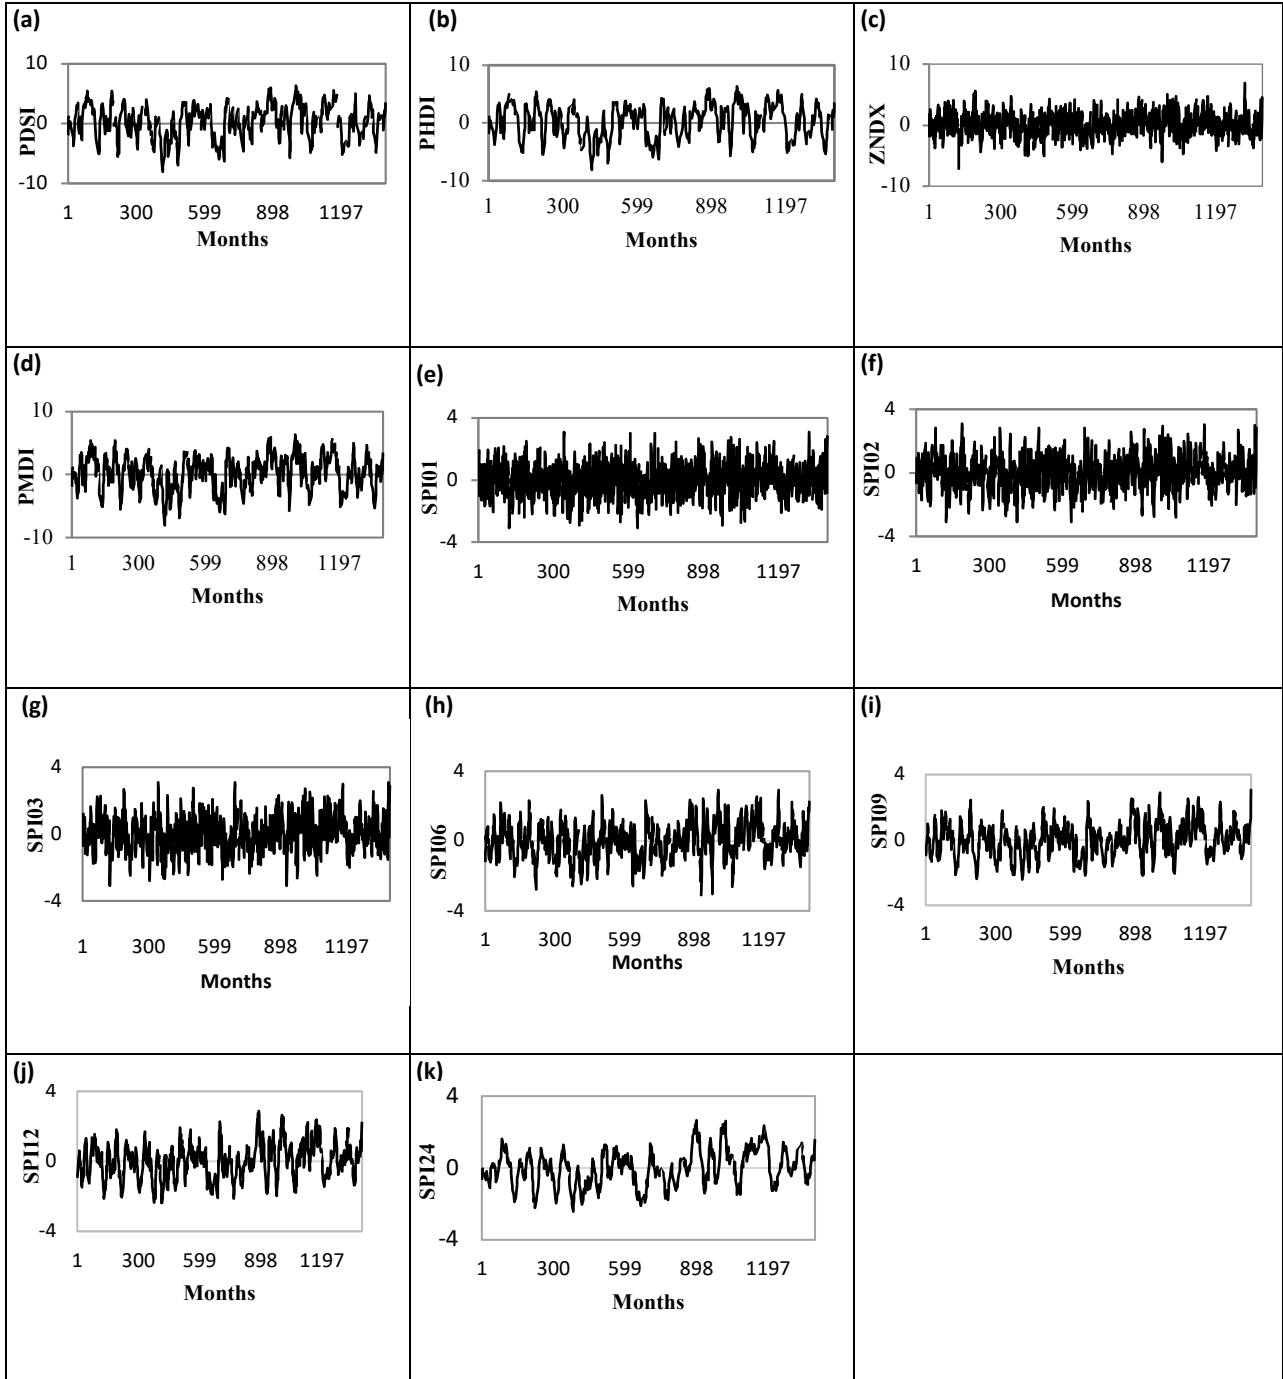 (a)
10
0
-10
PDSI
1 300 599 898 1197
Months
(b)
10
0
-10
PHDI
1 300 599 898 1197
Months
(c)
10
0
-10
ZNDX
1 300 599 898 1197
Months
(d)
10
0
-10
PMDI
1 300 599 898 1197
Months
(e)
4
0
-4
SPI01
1 300 599 898 1197
Months
(f)
4
0
-4
SPI02
1 300 599 898 1197
Months
(g)
4
0
-4
SPI03
1 300 599 898 1197
Months
(h)
4
0
-4
SPI06
1 300 599 898 1197
Months
(i)
4
0
-4
SPI09
1 300 599 898 1197
Months
(j)
4
0
-4
SPI12
1 300 599 898 1197
Months
(k)
4
0
-4
SPI24
1 300 599 898 1197
Months